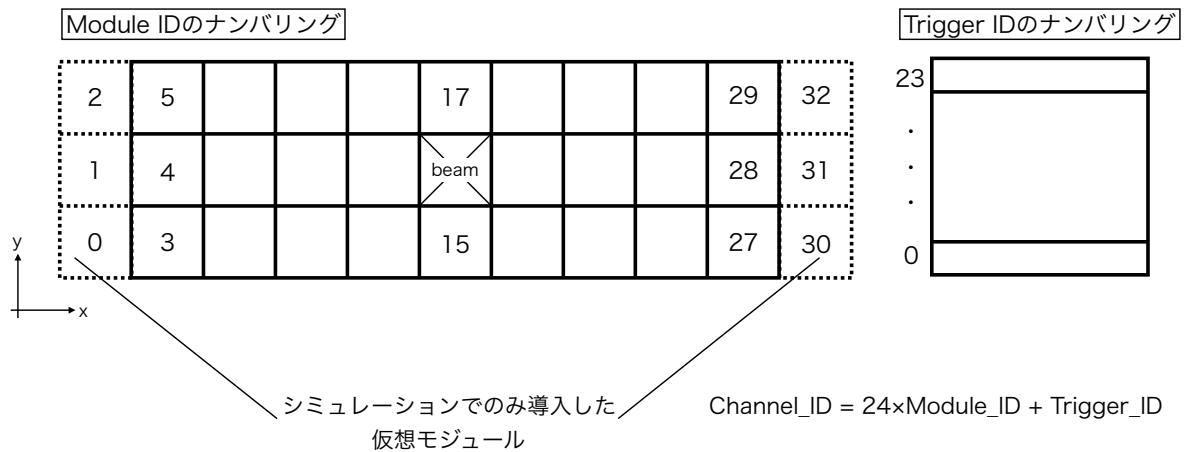 Module IDのナンバリング
Trigger IDのナンバリング
2 5 17 29 32
1 4 beam 28 31
0 3 15 27 30
23
・
・
・
0
y
x
シミュレーションでのみ導入した
仮想モジュール
Channel_ID = 24×Module_ID + Trigger_ID